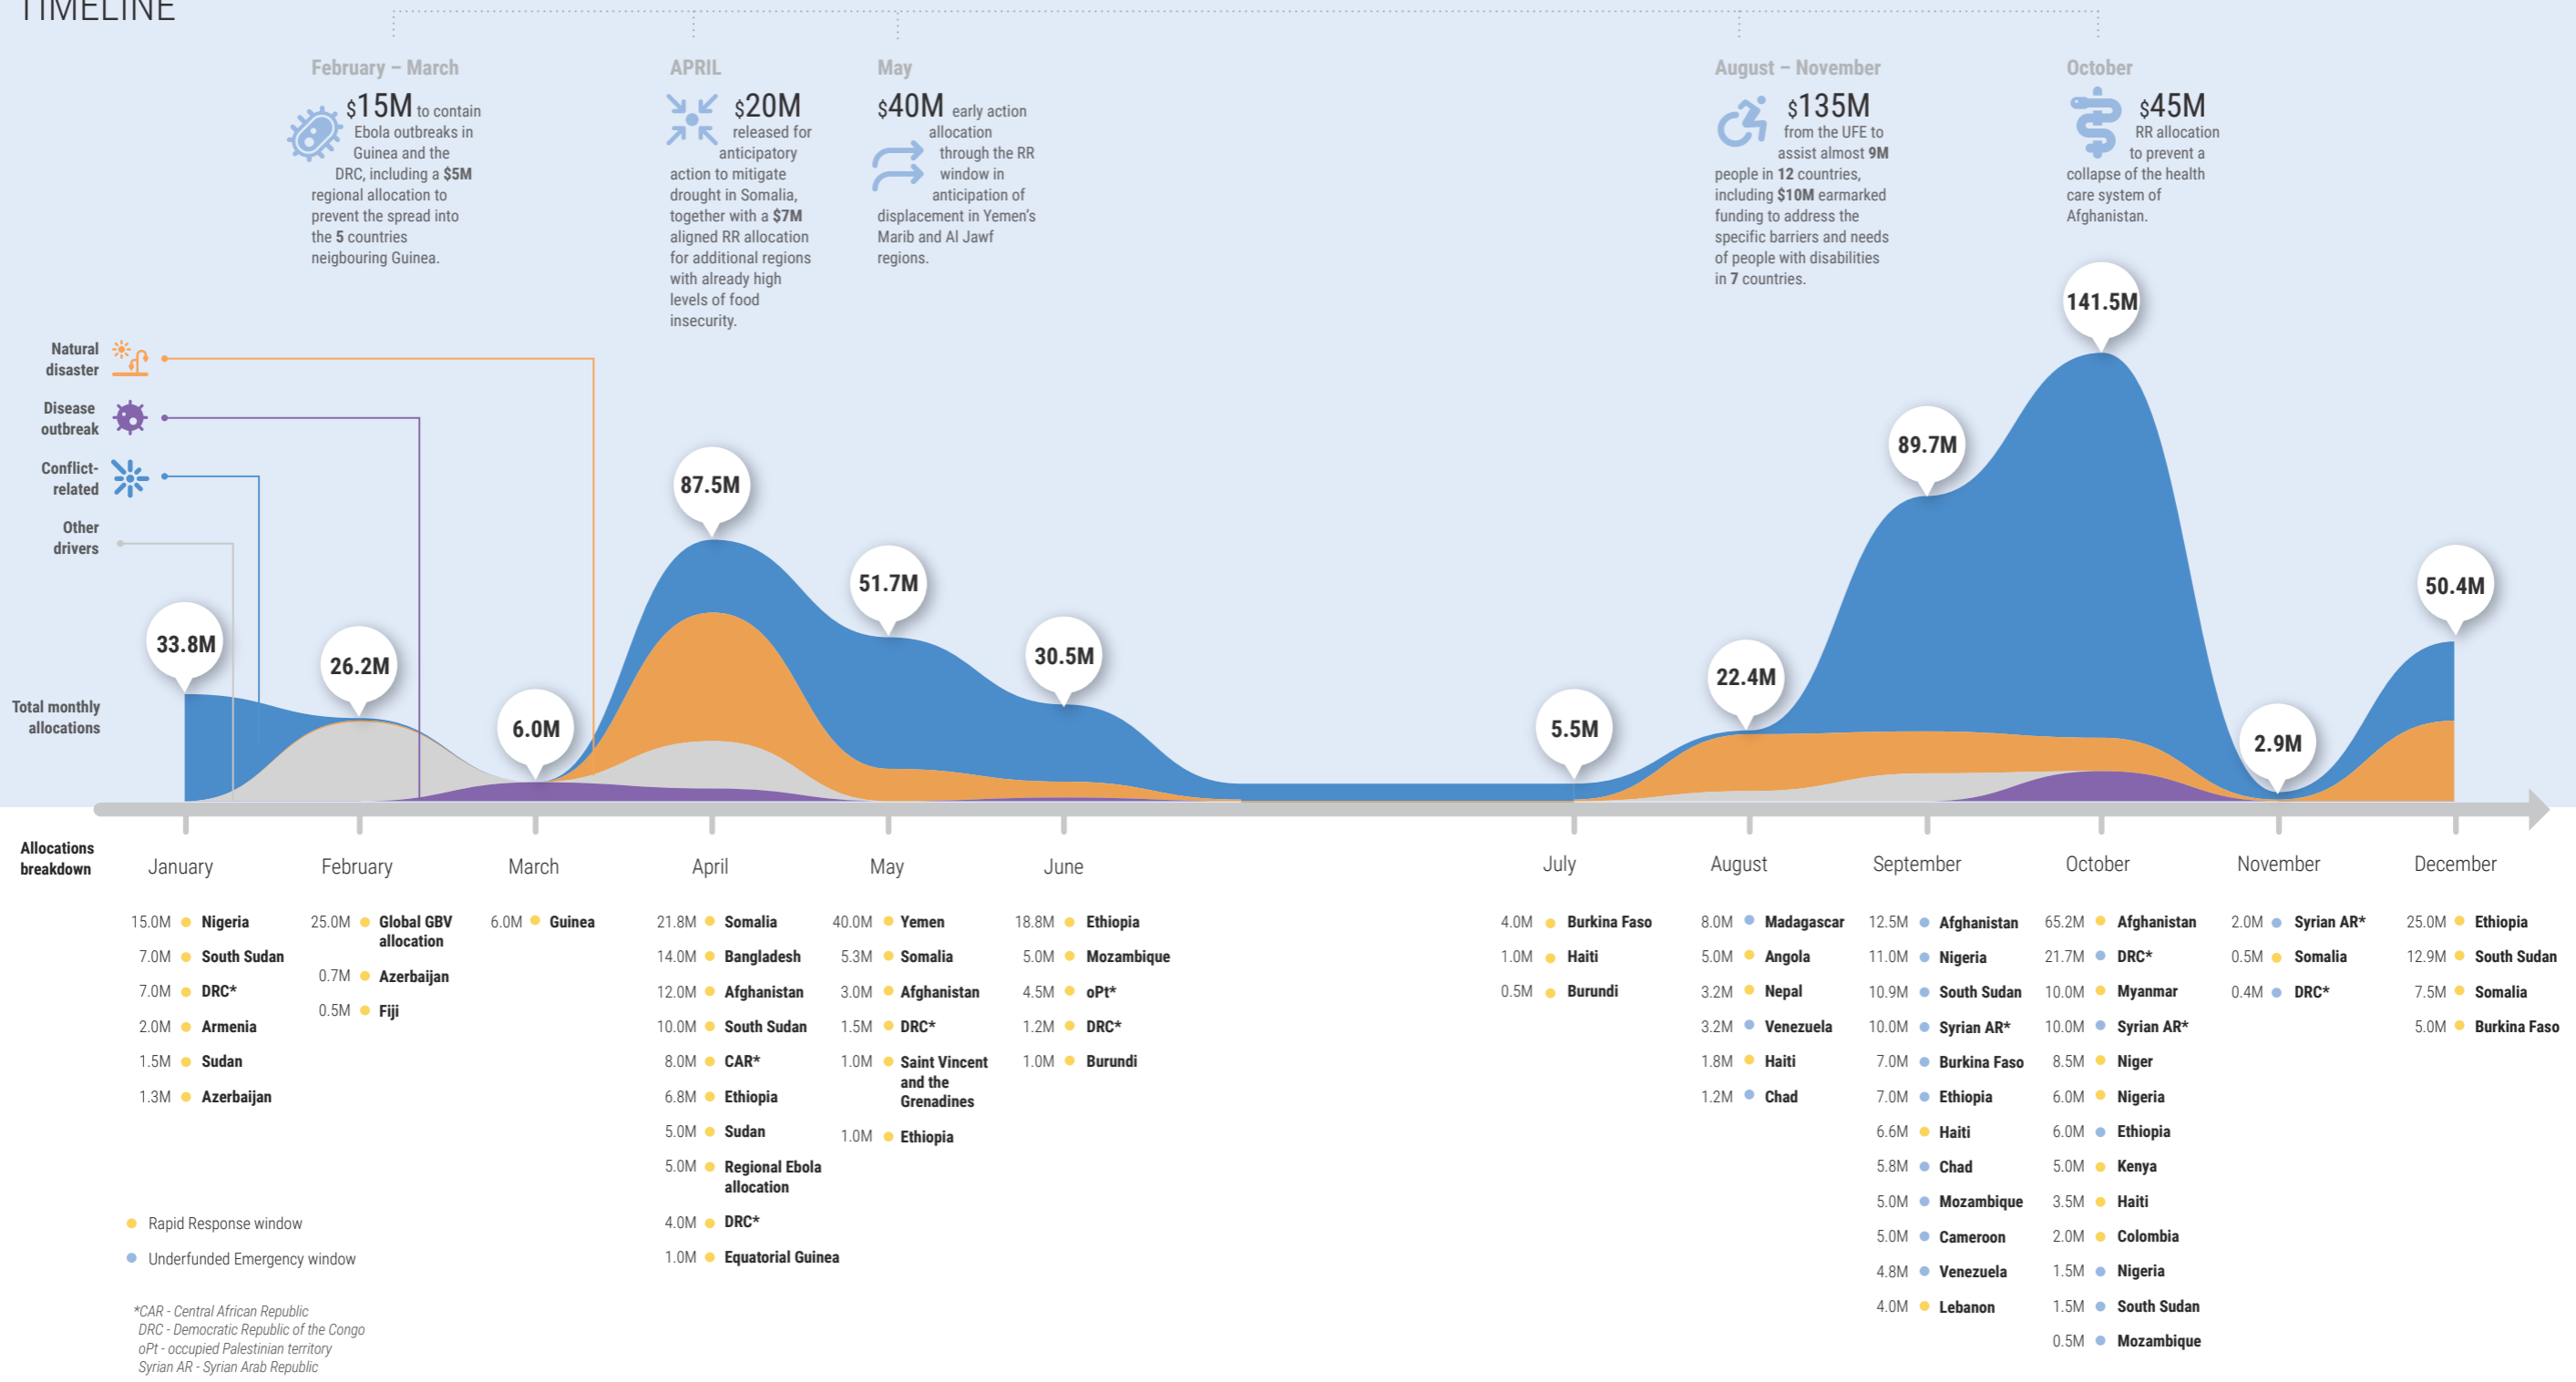 TIMELINE
February – March
$15M to contain
Ebola outbreaks in
Guinea and the
DRC, including a $5M
regional allocation to
prevent the spread into
the 5 countries
neigbouring Guinea.
APRIL
$20M
released for
anticipatory
action to mitigate
drought in Somalia,
together with a $7M
aligned RR allocation
for additional regions
with already high
levels of food
insecurity.
May
$40M early action
allocation
through the RR
window in
anticipation of
displacement in Yemen's
Marib and Al Jawf
regions.
August – November
$135M
from the UFE to
assist almost 9M
people in 12 countries,
including $10M earmarked
funding to address the
specific barriers and needs
of people with disabilities
in 7 countries.
October
$45M
RR allocation
to prevent a
collapse of the health
care system of
Afghanistan.
Natural
disaster
Disease
outbreak
Conflict-
related
Other
drivers
Total monthly
allocations
33.8M
26.2M
6.0M
87.5M
51.7M
30.5M
5.5M
22.4M
89.7M
141.5M
2.9M
50.4M
Allocations
breakdown
January
15.0M Nigeria
7.0M South Sudan
7.0M DRC*
2.0M Armenia
1.5M Sudan
1.3M Azerbaijan
February
25.0M Global GBV
allocation
0.7M Azerbaijan
0.5M Fiji
March
6.0M Guinea
April
21.8M Somalia
14.0M Bangladesh
12.0M Afghanistan
10.0M South Sudan
8.0M CAR*
6.8M Ethiopia
5.0M Sudan
5.0M Regional Ebola
allocation
4.0M DRC*
1.0M Equatorial Guinea
May
40.0M Yemen
5.3M Somalia
3.0M Afghanistan
1.5M DRC*
1.0M Saint Vincent
and the
Grenadines
1.0M Ethiopia
June
18.8M Ethiopia
5.0M Mozambique
4.5M oPt*
1.2M DRC*
1.0M Burundi
July
4.0M Burkina Faso
1.0M Haiti
0.5M Burundi
August
8.0M Madagascar
5.0M Angola
3.2M Nepal
3.2M Venezuela
1.8M Haiti
1.2M Chad
September
12.5M Afghanistan
11.0M Nigeria
10.9M South Sudan
10.0M Syrian AR*
7.0M Burkina Faso
7.0M Ethiopia
6.6M Haiti
5.8M Chad
5.0M Mozambique
5.0M Cameroon
4.8M Venezuela
4.0M Lebanon
October
65.2M Afghanistan
21.7M DRC*
10.0M Myanmar
10.0M Syrian AR*
8.5M Niger
6.0M Nigeria
6.0M Ethiopia
5.0M Kenya
3.5M Haiti
2.0M Colombia
1.5M Nigeria
1.5M South Sudan
0.5M Mozambique
November
2.0M Syrian AR*
0.5M Somalia
0.4M DRC*
December
25.0M Ethiopia
12.9M South Sudan
7.5M Somalia
5.0M Burkina Faso
Rapid Response window
Underfunded Emergency window
*CAR - Central African Republic
DRC - Democratic Republic of the Congo
oPt - occupied Palestinian territory
Syrian AR - Syrian Arab Republic